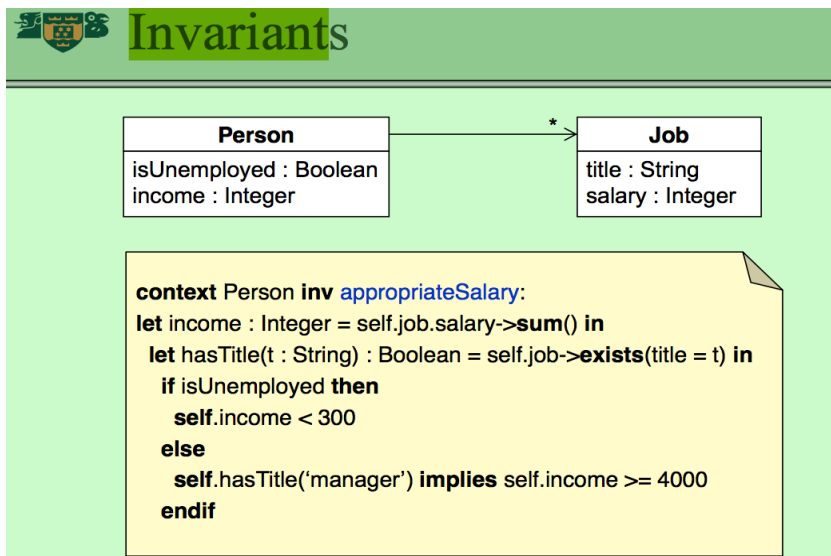 Invariants
Person
*
Job
isUnemployed : Boolean
income : Integer
title : String
salary : Integer
context Person inv appropriateSalary:
let income : Integer = self.job.salary->sum() in
let hasTitle(t : String) : Boolean = self.job->exists(title = t) in
if isUnemployed then
self.income < 300
else
self.hasTitle(‘manager’) implies self.income >= 4000
endif